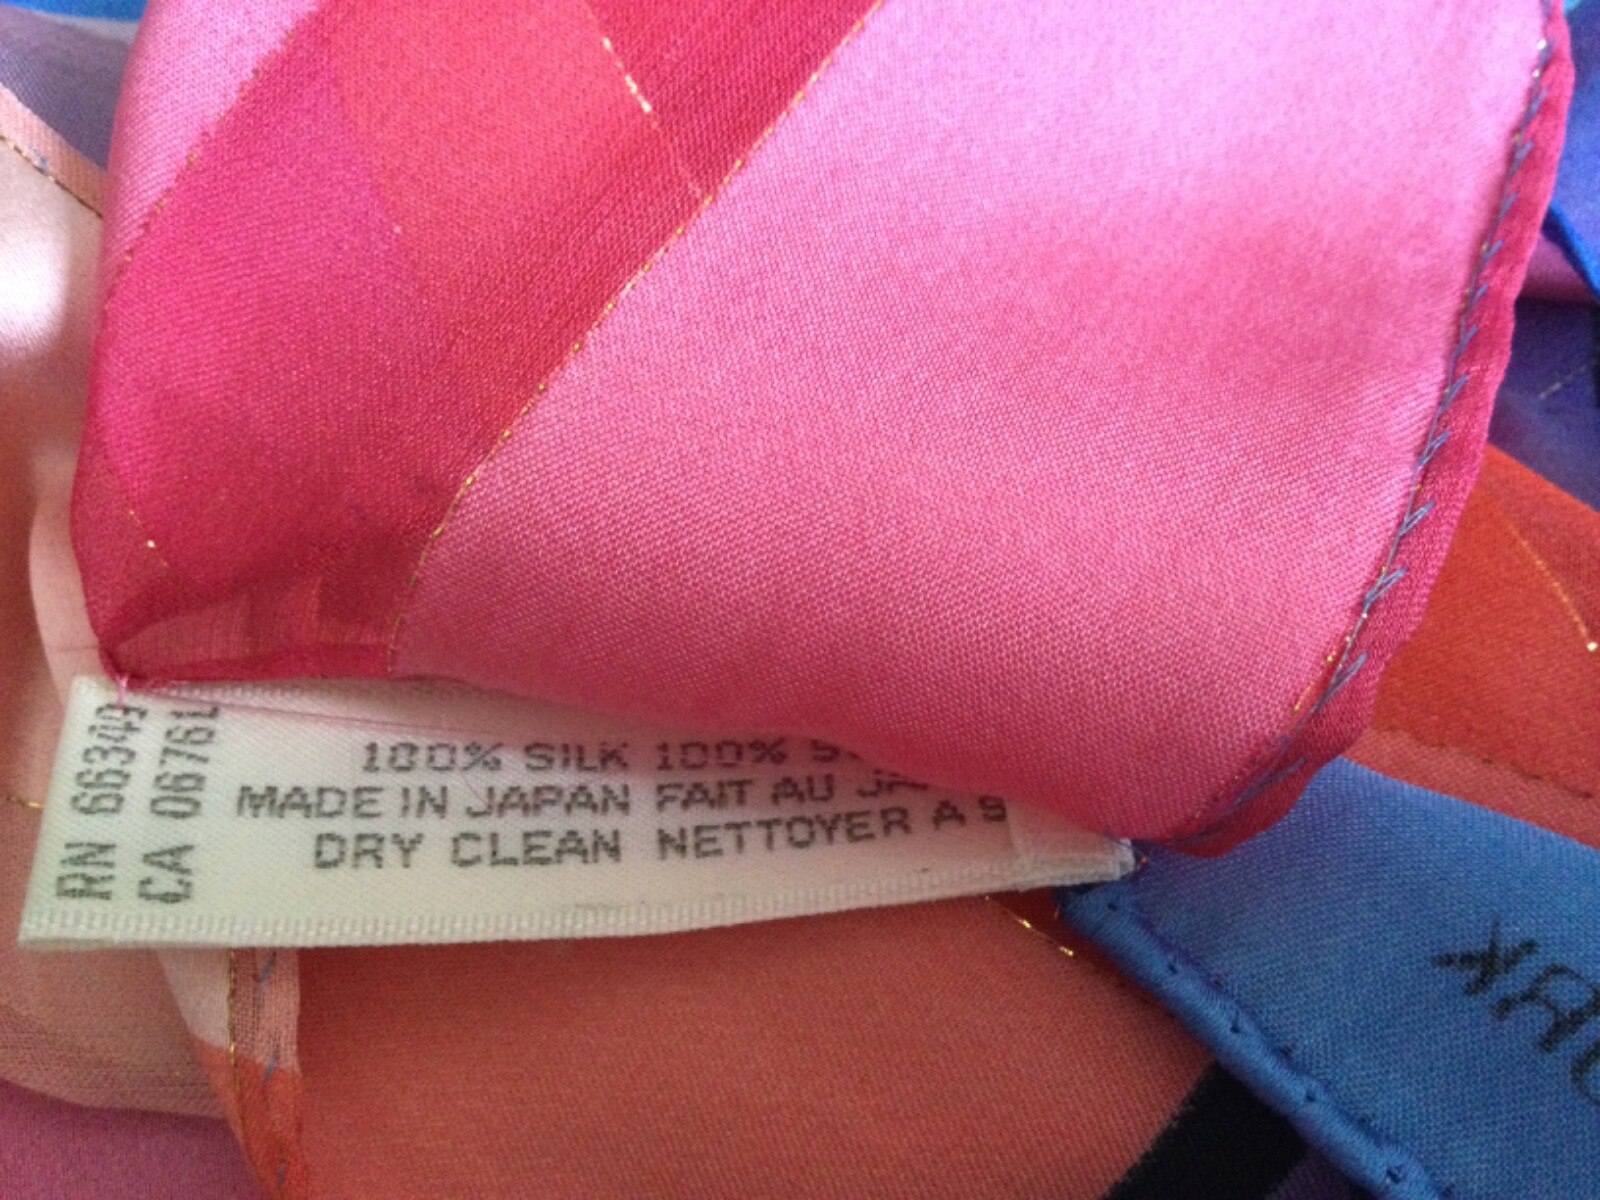 RN 66349
CA 06761
100% SILK 100%
MADE IN JAPAN FAIT AU
DRY CLEAN NETTOYER A